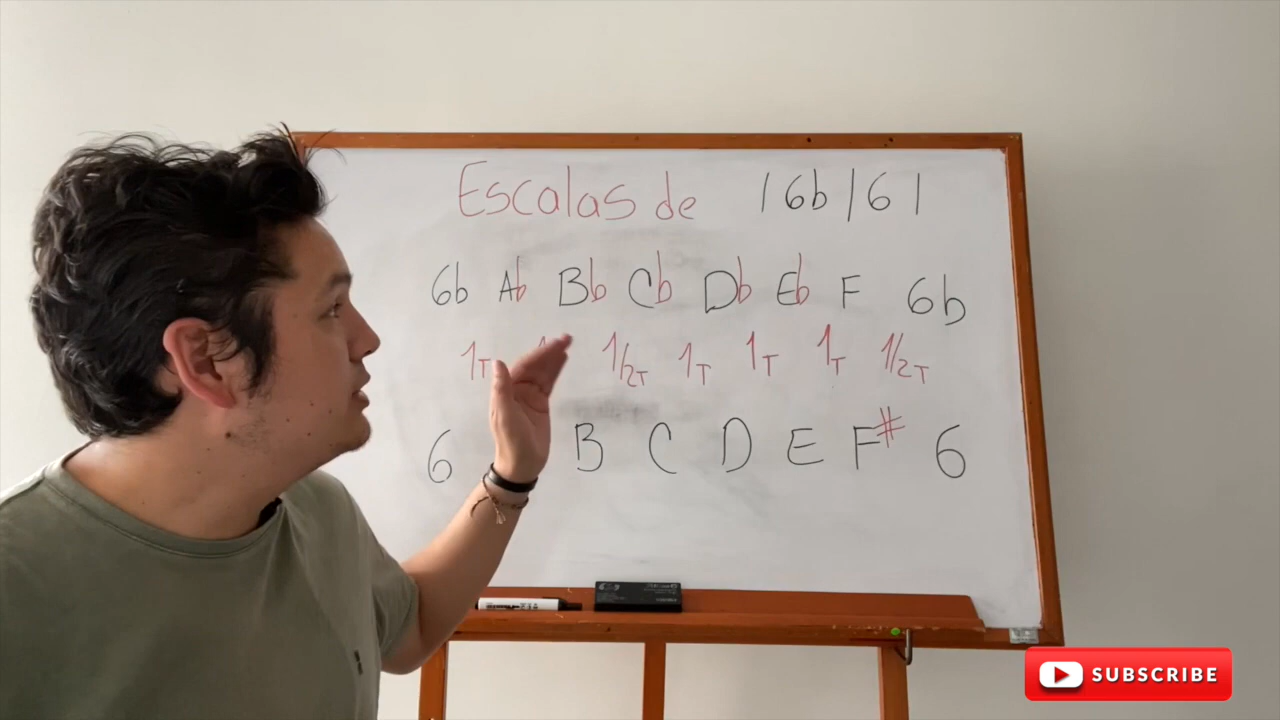 Escalas de | Gb | G |
Gb Ab Bb Cb Db Eb F Gb
1T 1 1/2T 1T 1T 1T 1/2T
G B C D E F# G
SUBSCRIBE